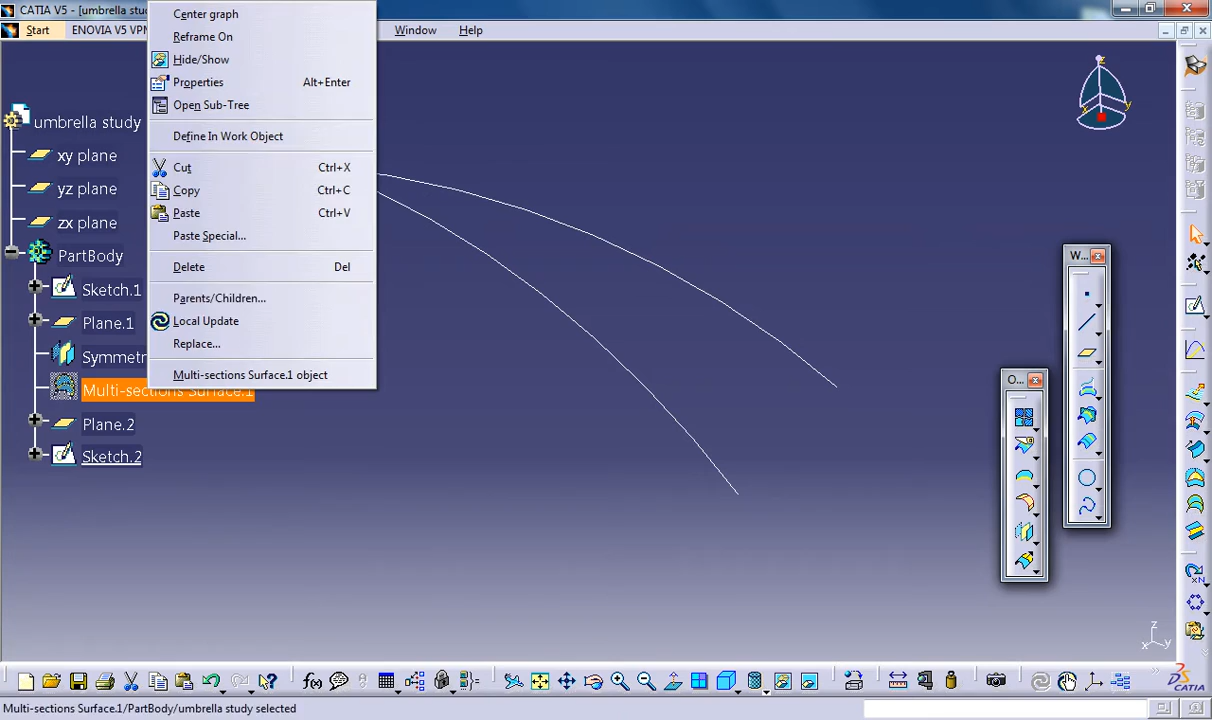 CATIA V5 - [umbrella stud
Start
ENOVIA V5 VPM
Window
Help
Center graph
Reframe On
Hide/Show
Properties Alt+Enter
Open Sub-Tree
Define In Work Object
Cut Ctrl+X
Copy Ctrl+C
Paste Ctrl+V
Paste Special...
Delete Del
Parents/Children...
Local Update
Replace...
Multi-sections Surface.1 object
umbrella study
xy plane
yz plane
zx plane
PartBody
Sketch.1
Plane.1
Symmetr
Multi-sections Surface.1
Plane.2
Sketch.2
W...
O...
z
y
x
z
x y
f(x)
DS
CATIA
Multi-sections Surface.1/PartBody/umbrella study selected